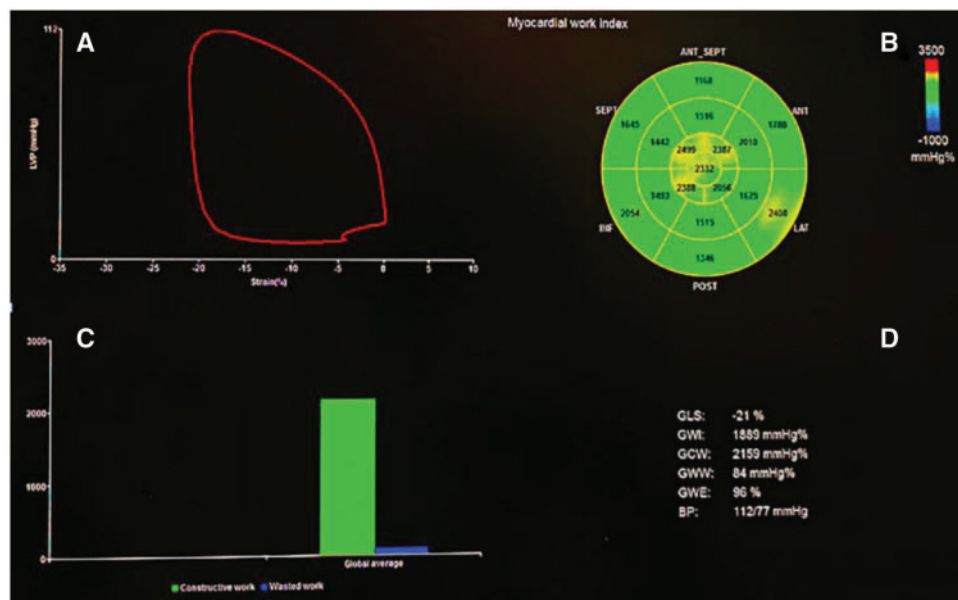 Myocardial work index
A
112
LVP (mmHg)
0
-35 -30 -25 -20 -15 -10 -5 0 5 10
Strain(%)
B
ANT_SEPT
SEPT
ANT
INF
LAT
POST
1168
1645
1780
1516
1442
2010
2499
2387
2332
2388
2056
1625
2054
2408
1515
1346
3500
-1000
mmHg%
C
3000
2000
1000
0
Global average
Constructive work Wasted work
D
GLS: -21 %
GWI: 1889 mmHg%
GCW: 2159 mmHg%
GWW: 84 mmHg%
GWE: 96 %
BP: 112/77 mmHg